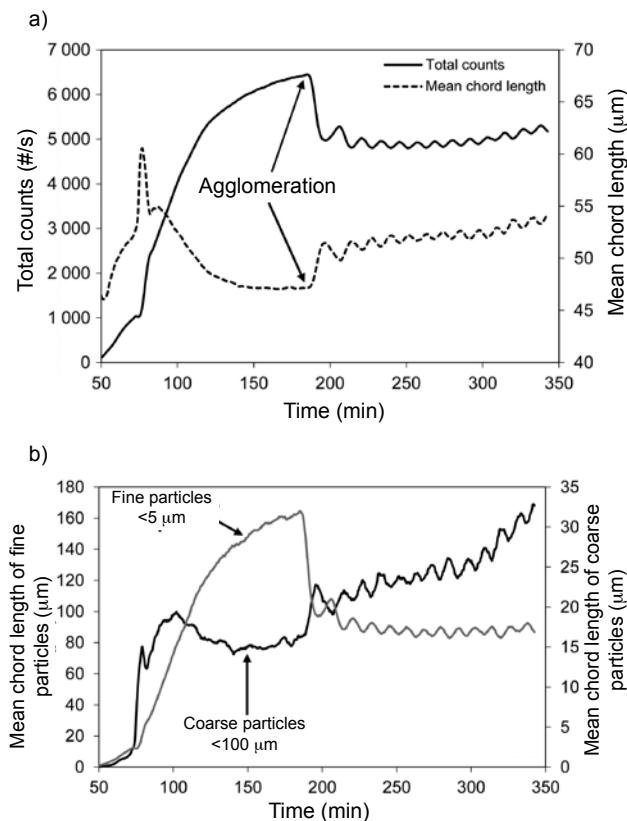 a)
7 000
6 000
5 000
4 000
3 000
2 000
1 000
0
Total counts (#/s)
70
65
60
55
50
45
40
Mean chord length (μm)
Total counts
Mean chord length
Agglomeration
50 100 150 200 250 300 350
Time (min)
b)
180
160
140
120
100
80
60
40
20
0
Mean chord length of fine
particles (μm)
35
30
25
20
15
10
5
0
Mean chord length of coarse
particles (μm)
Fine particles
<5 μm
Coarse particles
<100 μm
50 100 150 200 250 300 350
Time (min)